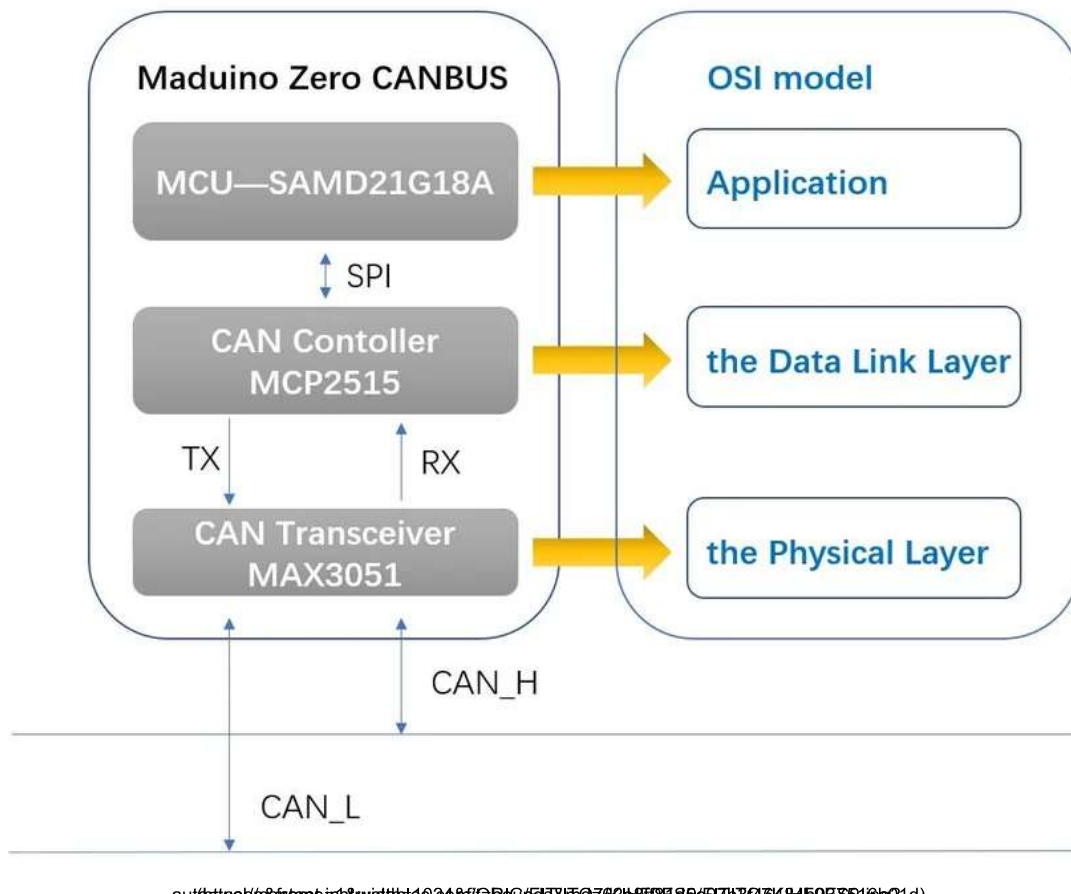 Maduino Zero CANBUS
OSI model
MCU—SAMD21G18A
Application
SPI
CAN Contoller
MCP2515
the Data Link Layer
TX
RX
CAN Transceiver
MAX3051
the Physical Layer
CAN_H
CAN_L